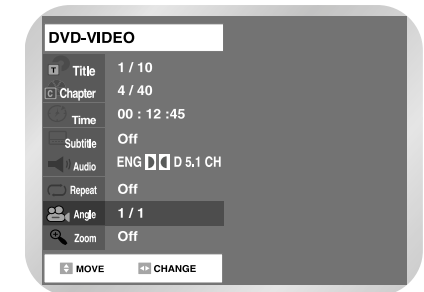 DVD-VIDEO
T Title 1 / 10
C Chapter 4 / 40
Time 00 : 12 :45
Subtitle Off
Audio ENG D 5.1 CH
Repeat Off
Angle 1 / 1
Zoom Off
MOVE CHANGE